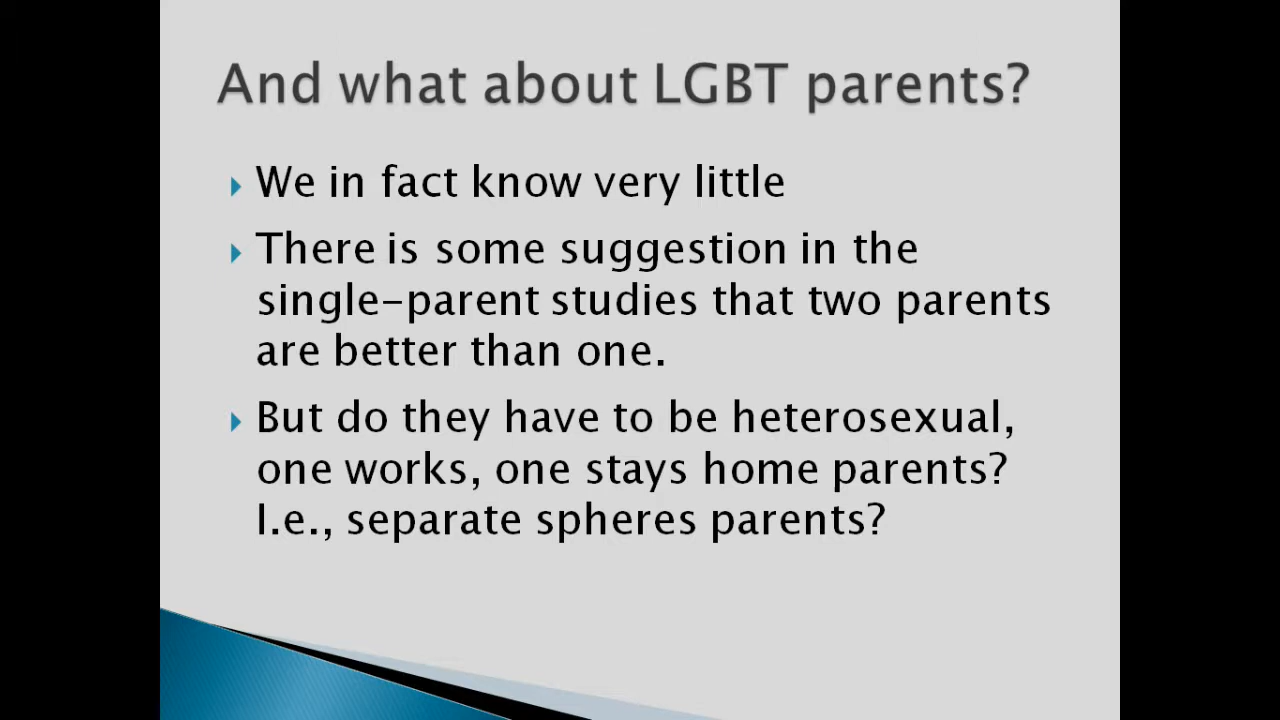 And what about LGBT parents?
We in fact know very little
There is some suggestion in the
single-parent studies that two parents
are better than one.
But do they have to be heterosexual,
one works, one stays home parents?
I.e., separate spheres parents?